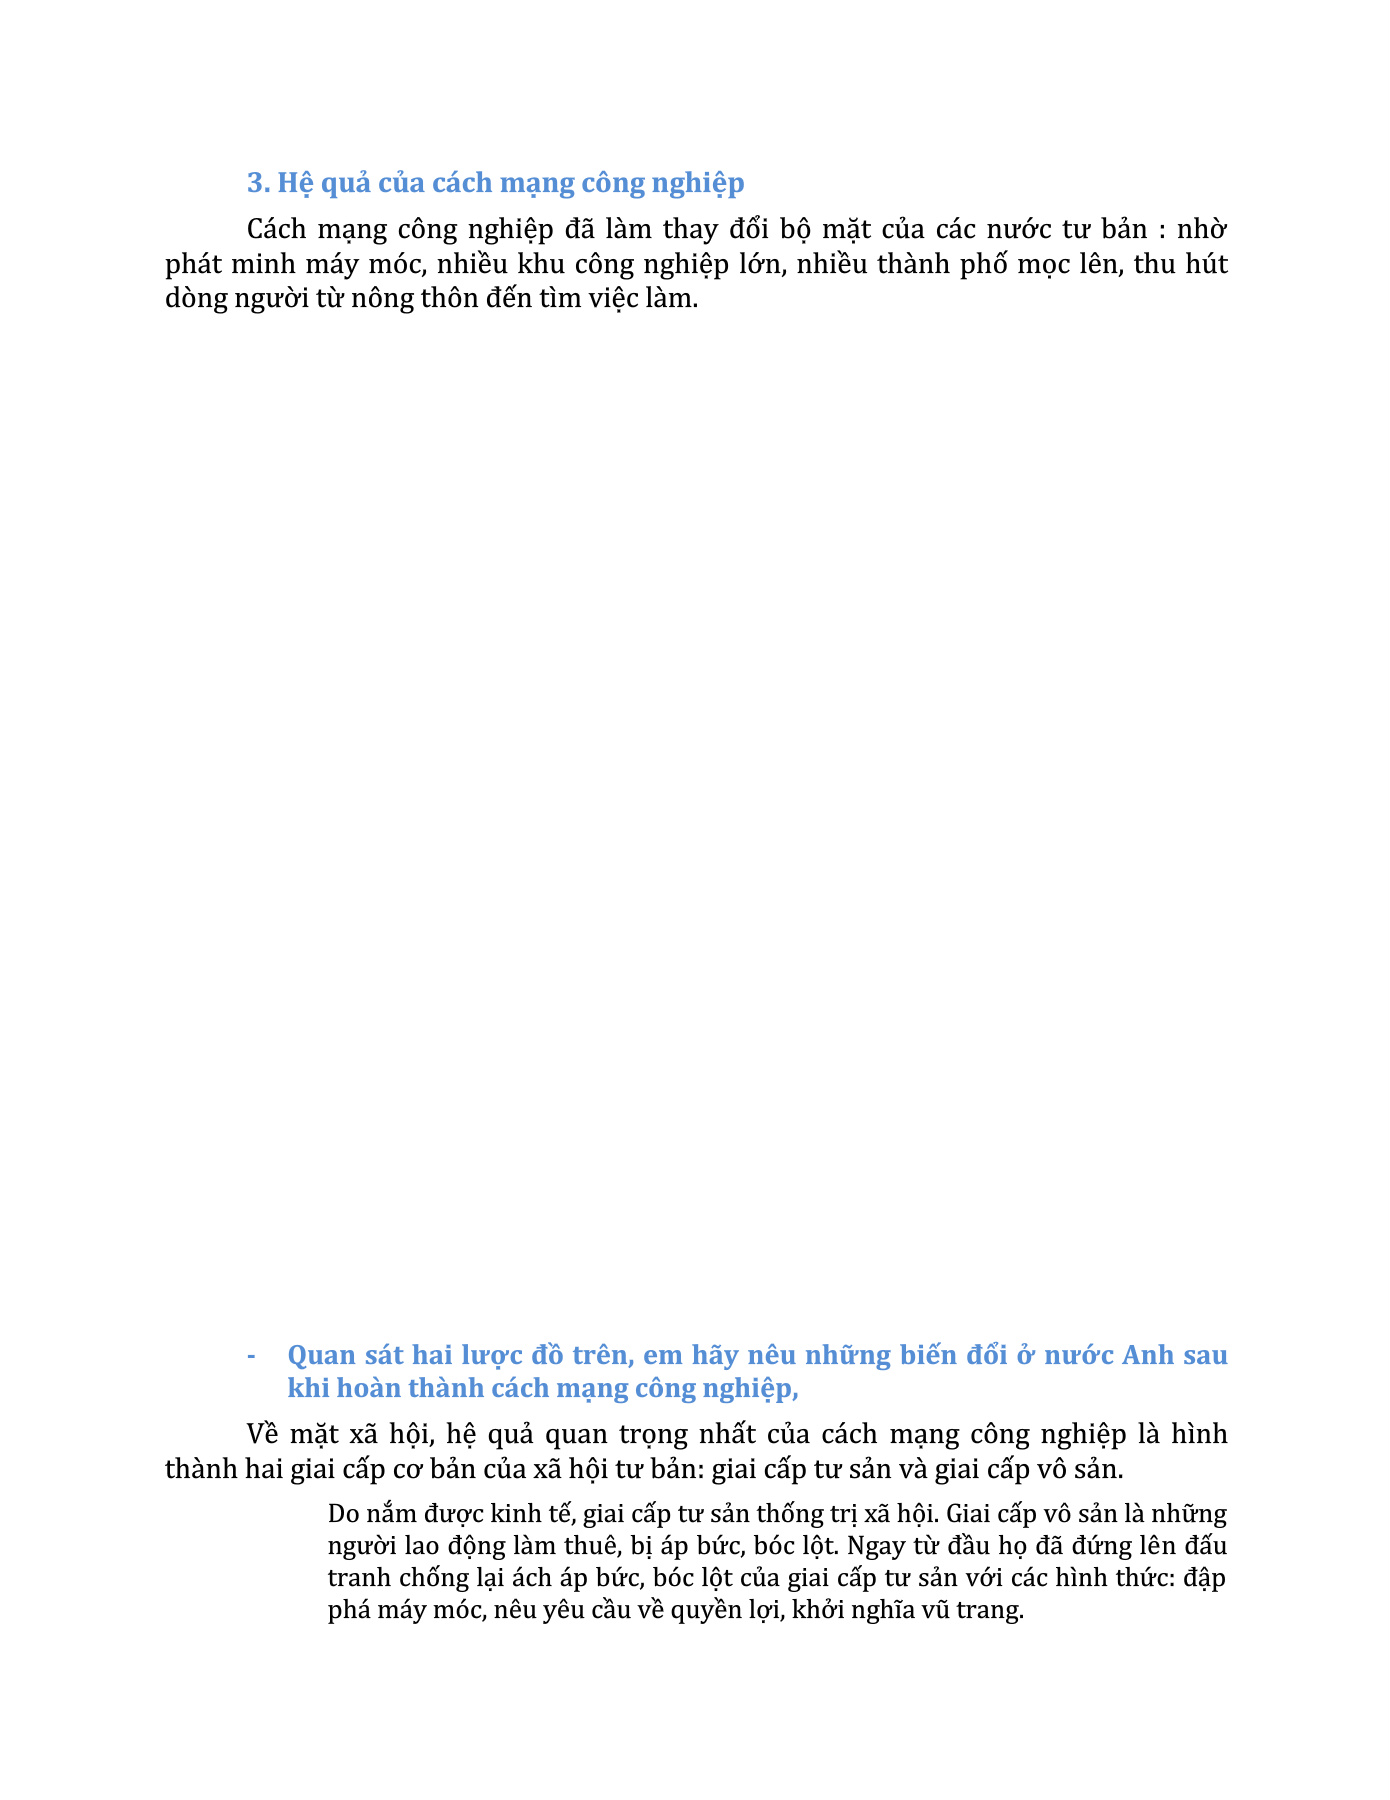 3. Hệ quả của cách mạng công nghiệp
Cách mạng công nghiệp đã làm thay đổi bộ mặt của các nước tư bản : nhờ
phát minh máy móc, nhiều khu công nghiệp lớn, nhiều thành phố mọc lên, thu hút
dòng người từ nông thôn đến tìm việc làm.
- Quan sát hai lược đồ trên, em hãy nêu những biến đổi ở nước Anh sau
khi hoàn thành cách mạng công nghiệp,
Về mặt xã hội, hệ quả quan trọng nhất của cách mạng công nghiệp là hình
thành hai giai cấp cơ bản của xã hội tư bản: giai cấp tư sản và giai cấp vô sản.
Do nắm được kinh tế, giai cấp tư sản thống trị xã hội. Giai cấp vô sản là những
người lao động làm thuê, bị áp bức, bóc lột. Ngay từ đầu họ đã đứng lên đấu
tranh chống lại ách áp bức, bóc lột của giai cấp tư sản với các hình thức: đập
phá máy móc, nêu yêu cầu về quyền lợi, khởi nghĩa vũ trang.